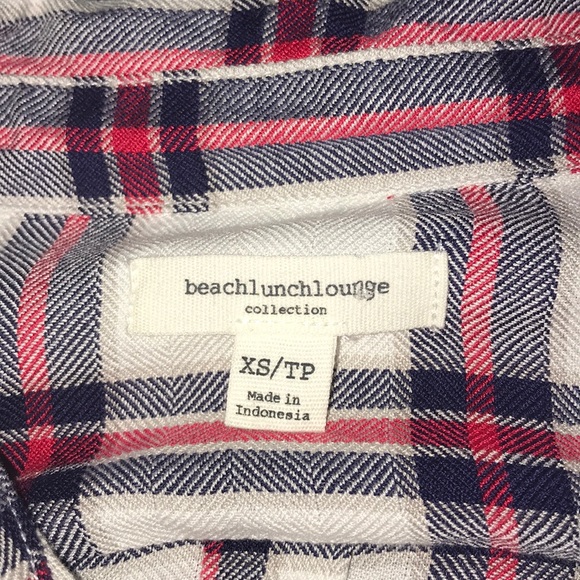 beachlunchlounge
collection
XS/TP
Made in
Indonesia